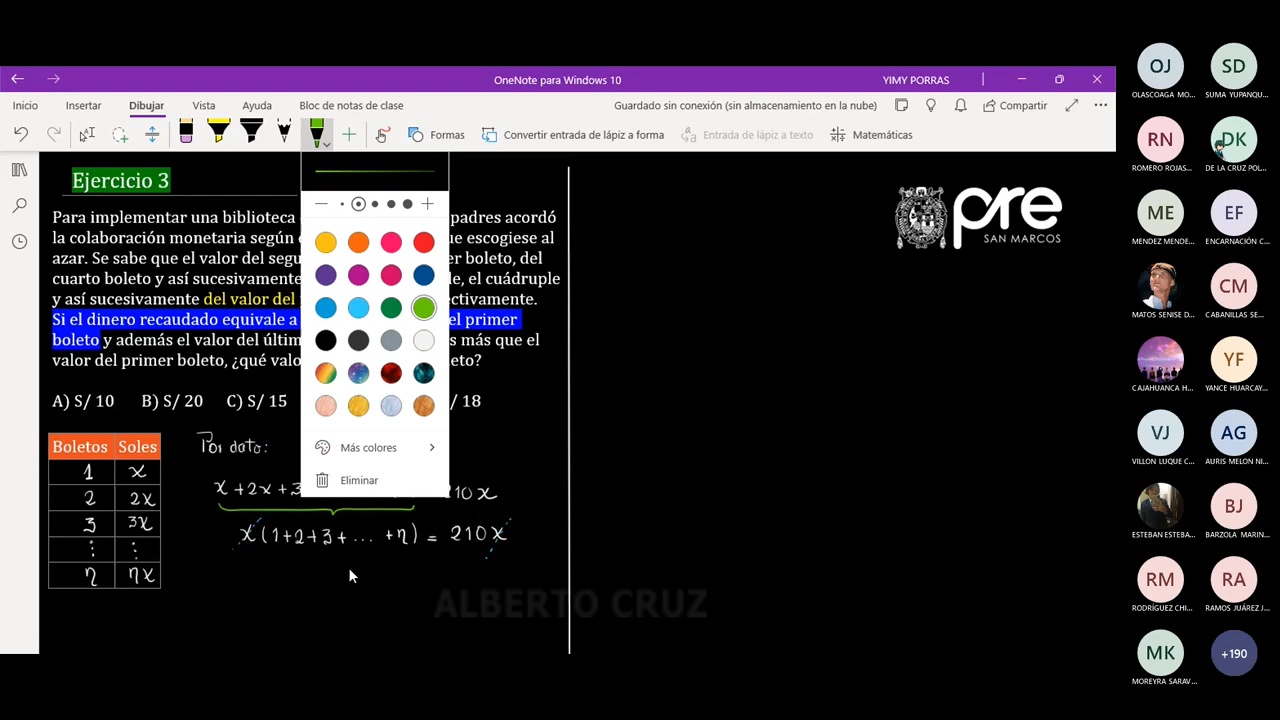 OneNote para Windows 10
YIMY PORRAS
Inicio Insertar Dibujar Vista Ayuda Bloc de notas de clase
Guardado sin conexión (sin almacenamiento en la nube) Compartir
Formas Convertir entrada de lápiz a forma Entrada de lápiz a texto Matemáticas
Ejercicio 3
Para implementar una biblioteca padres acordó
la colaboración monetaria según que escogiese al
azar. Se sabe que el valor del boleto, del
cuarto boleto y así sucesivamente el cuádruple
y así sucesivamente del valor del
Si el dinero recaudado equivale a el primer
boleto y además el valor del más que el
valor del primer boleto, ¿qué
A) S/ 10 B) S/ 20 C) S/ 15 / 18
Más colores
Eliminar
Boletos Soles
1 x
2 2x
3 3x
⋮ ⋮
n nx
Por dato:
x+2x+3 10x
x(1+2+3+...+n) = 210x
ALBERTO CRUZ
pre
SAN MARCOS
OJ
OLASCOAGA MO...
SD
SUMA YUPANQU...
RN
ROMERO ROJAS...
DK
DE LA CRUZ POL...
ME
MENDEZ MENDE...
EF
ENCARNACIÓN C...
MATOS SENISE D...
CM
CABANILLAS SE...
CAJAHUANCA H...
YF
YANCE HUARCAY...
VJ
VILLON LUQUE C...
AG
AURIS MELON NI...
ESTEBAN ESTEBA...
BJ
BARZOLA MARIN...
RM
RODRÍGUEZ CHI...
RA
RAMOS JUÁREZ J...
MK
MOREYRA SARAV...
+190